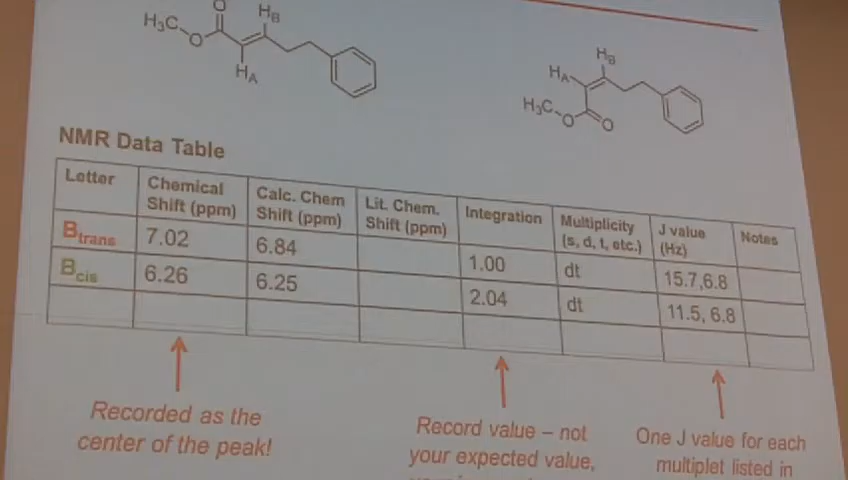 O
H₃C
O
H_B
H_A
H_B
H_A
H₃C
O
O
NMR Data Table
Letter
Chemical
Shift (ppm)
Calc. Chem
Shift (ppm)
Lit. Chem.
Shift (ppm)
Integration
Multiplicity
(s, d, t, etc.)
J value
(Hz)
Notes
B_trans 7.02 6.84 1.00 dt 15.7,6.8
B_cis 6.26 6.25 2.04 dt 11.5, 6.8
Recorded as the
center of the peak!
Record value – not
your expected value,
One J value for each
multiplet listed in